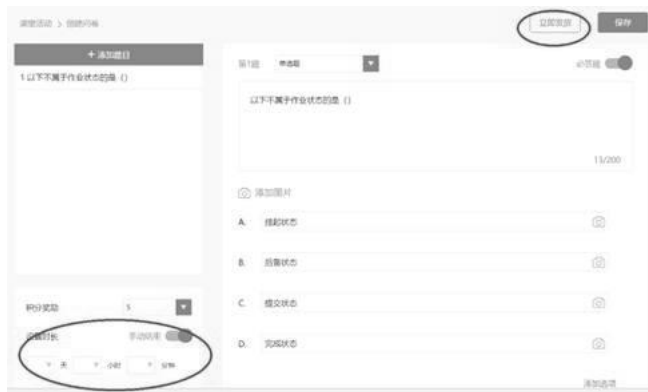 课堂活动 > 创建问卷
立即发放
保存
+ 添加题目
1.以下不属于作业状态的是 ()
第1题
单选题
必答题
以下不属于作业状态的是 ()
13/200
添加图片
A. 挂起状态
B. 后备状态
C. 提交状态
D. 完成状态
添加选项
积分奖励
5
设置时长
手动结束
天
小时
分钟